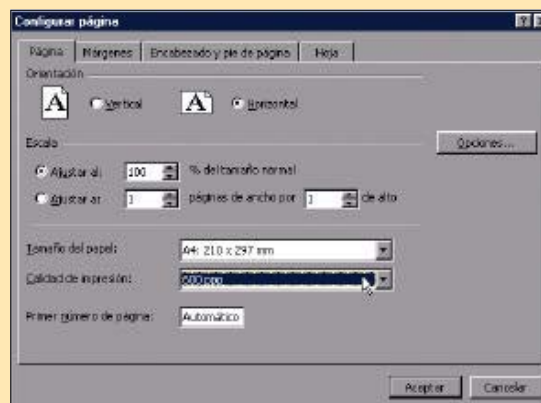 Configurar página
Página Márgenes Encabezado y pie de página Hoja
Orientación
A Vertical A Horizontal
Escala
Opciones...
Ajustar al: 100 % del tamaño normal
Ajustar a: 1 páginas de ancho por 1 de alto
Tamaño del papel: A4: 210 x 297 mm
Calidad de impresión: 600 ppp
Primer número de página: Automático
Aceptar Cancelar